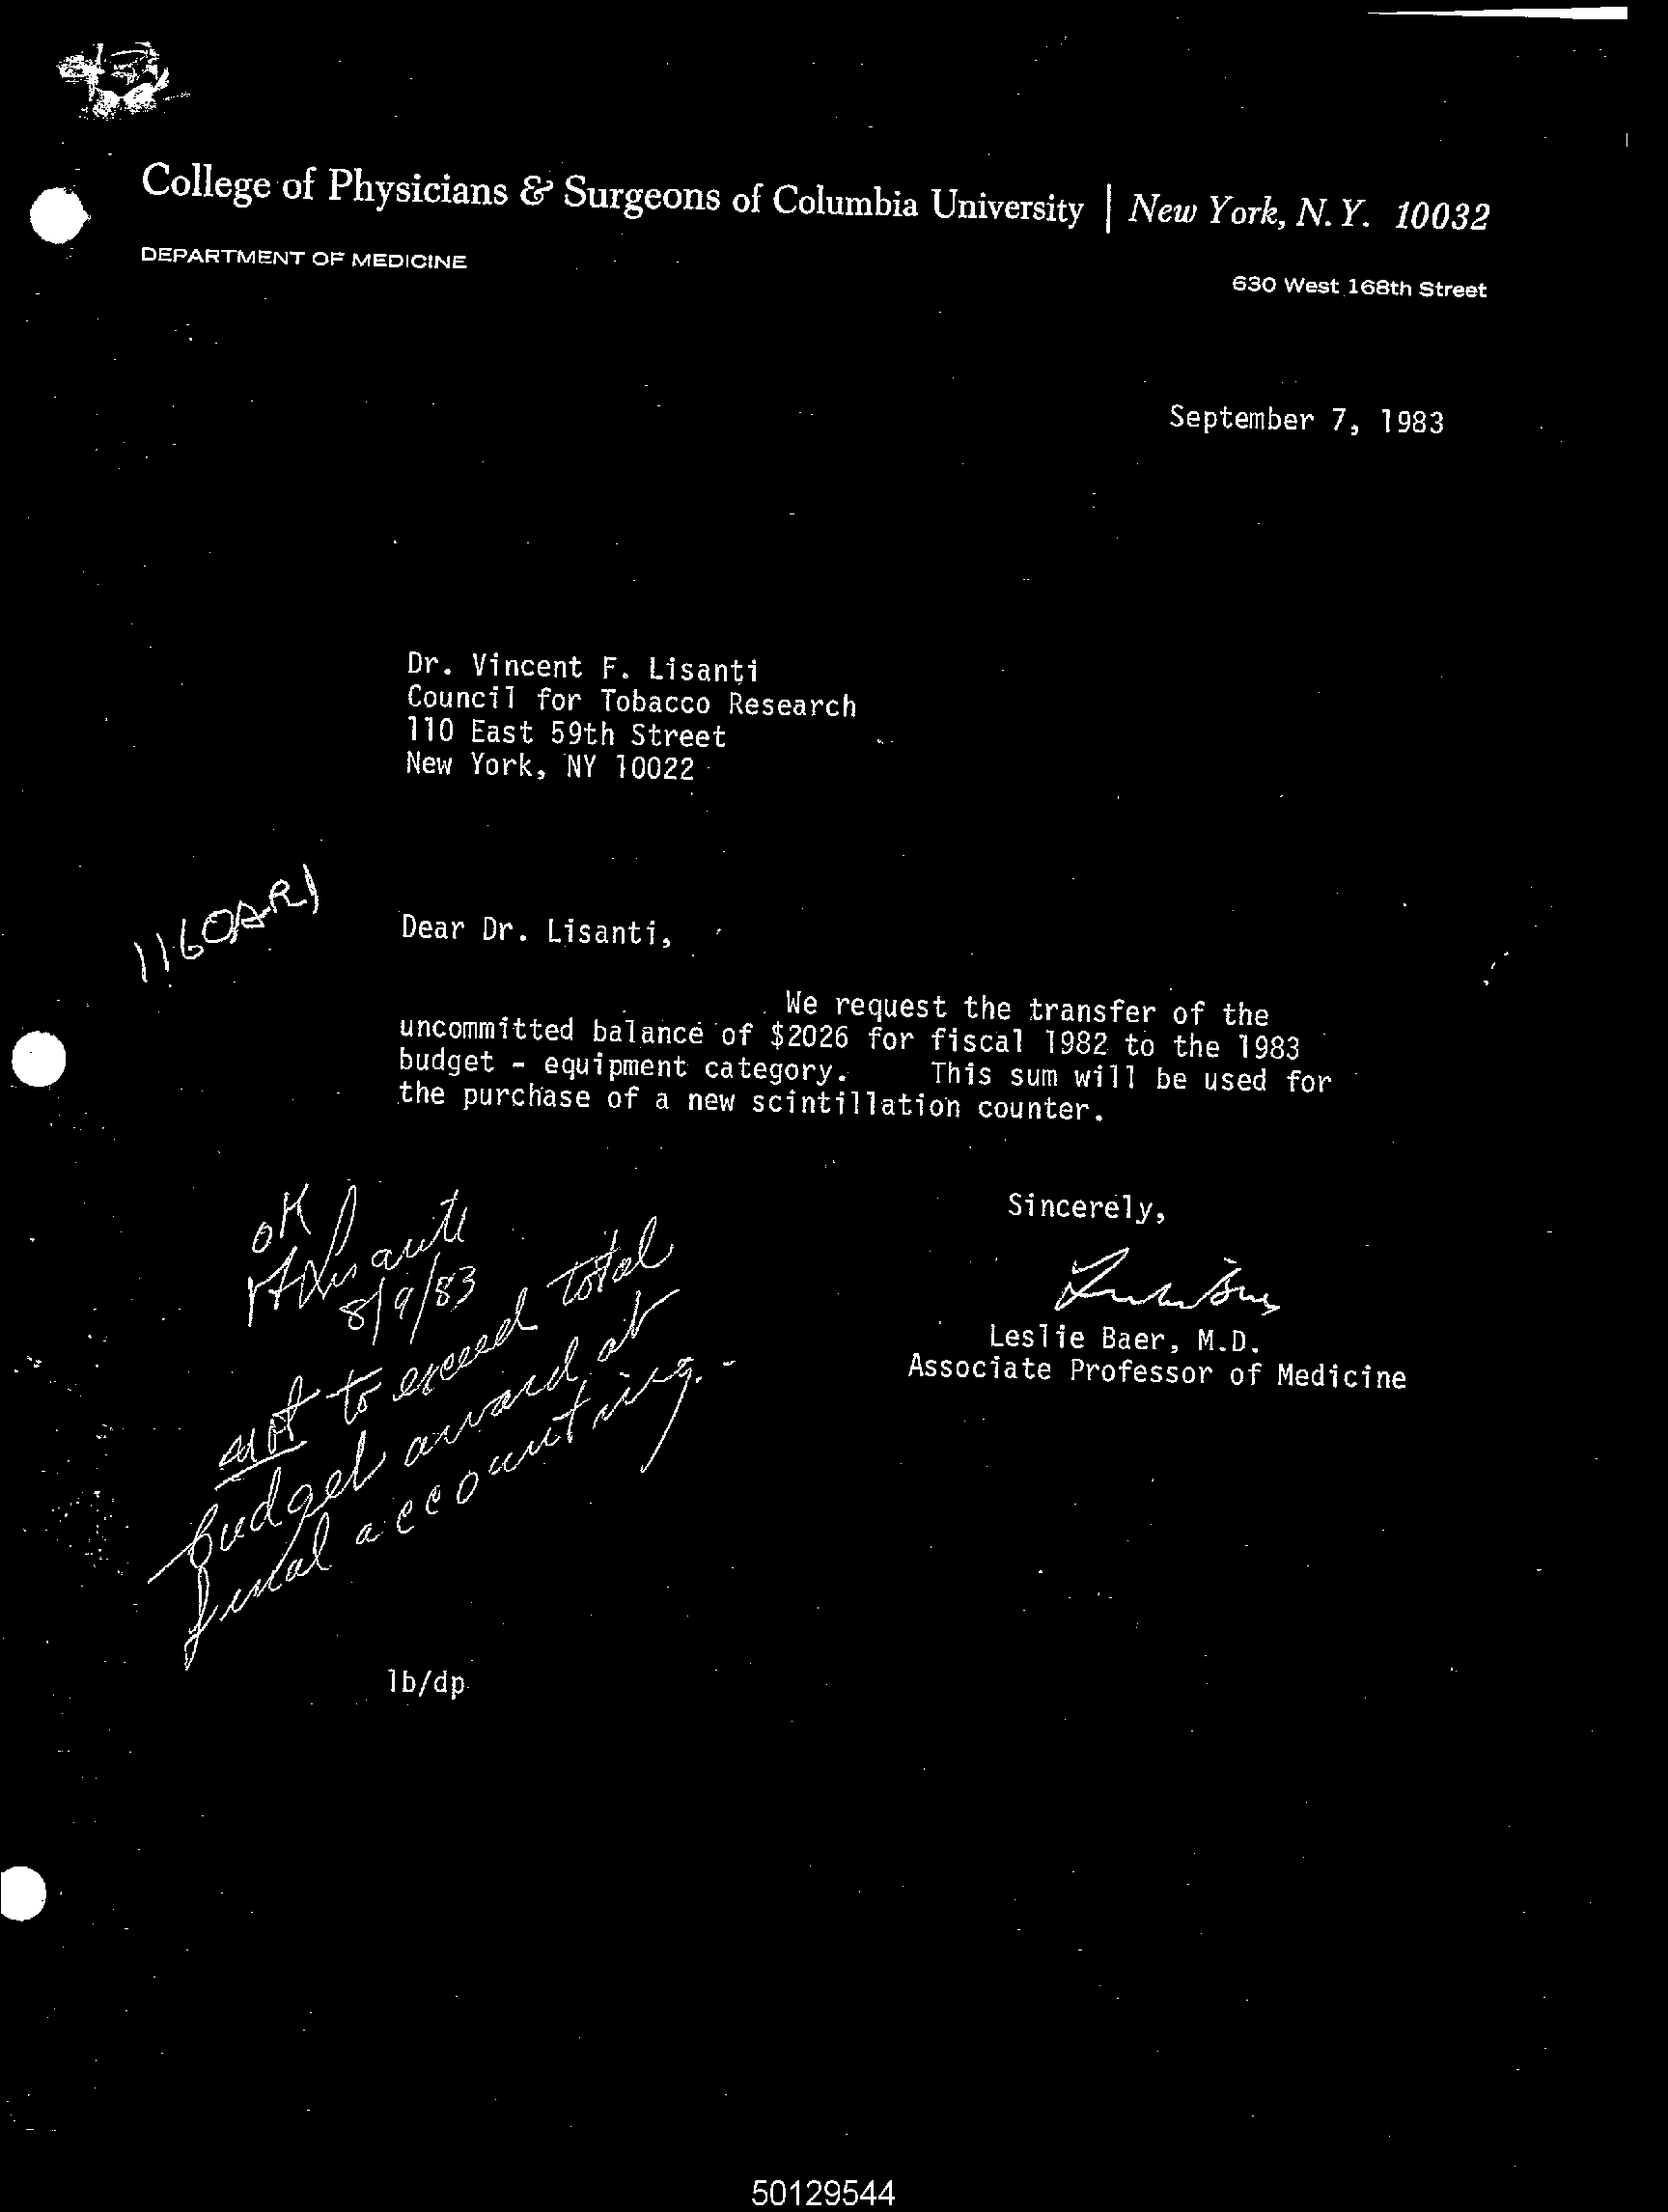 College of Physicians & Surgeons of Columbia University | New York, N. Y. 10032
DEPARTMENT OF MEDICINE
630 West 168th Street
September 7, 1983
Dr. Vincent F. Lisanti
Council for Tobacco Research
110 East 59th Street
New York, NY 10022
1160AR1
Dear Dr. Lisanti,
We request the transfer of the
uncommitted balance of $2026 for fiscal 1982 to the 1983
budget - equipment category. This sum will be used for
the purchase of a new scintillation counter.
Sincerely,
Leslie Baer, M.D.
Associate Professor of Medicine
OK
VFLisanti
8/9/83
not to exceed total
budget award at
final accounting.-
lb/dp
50129544